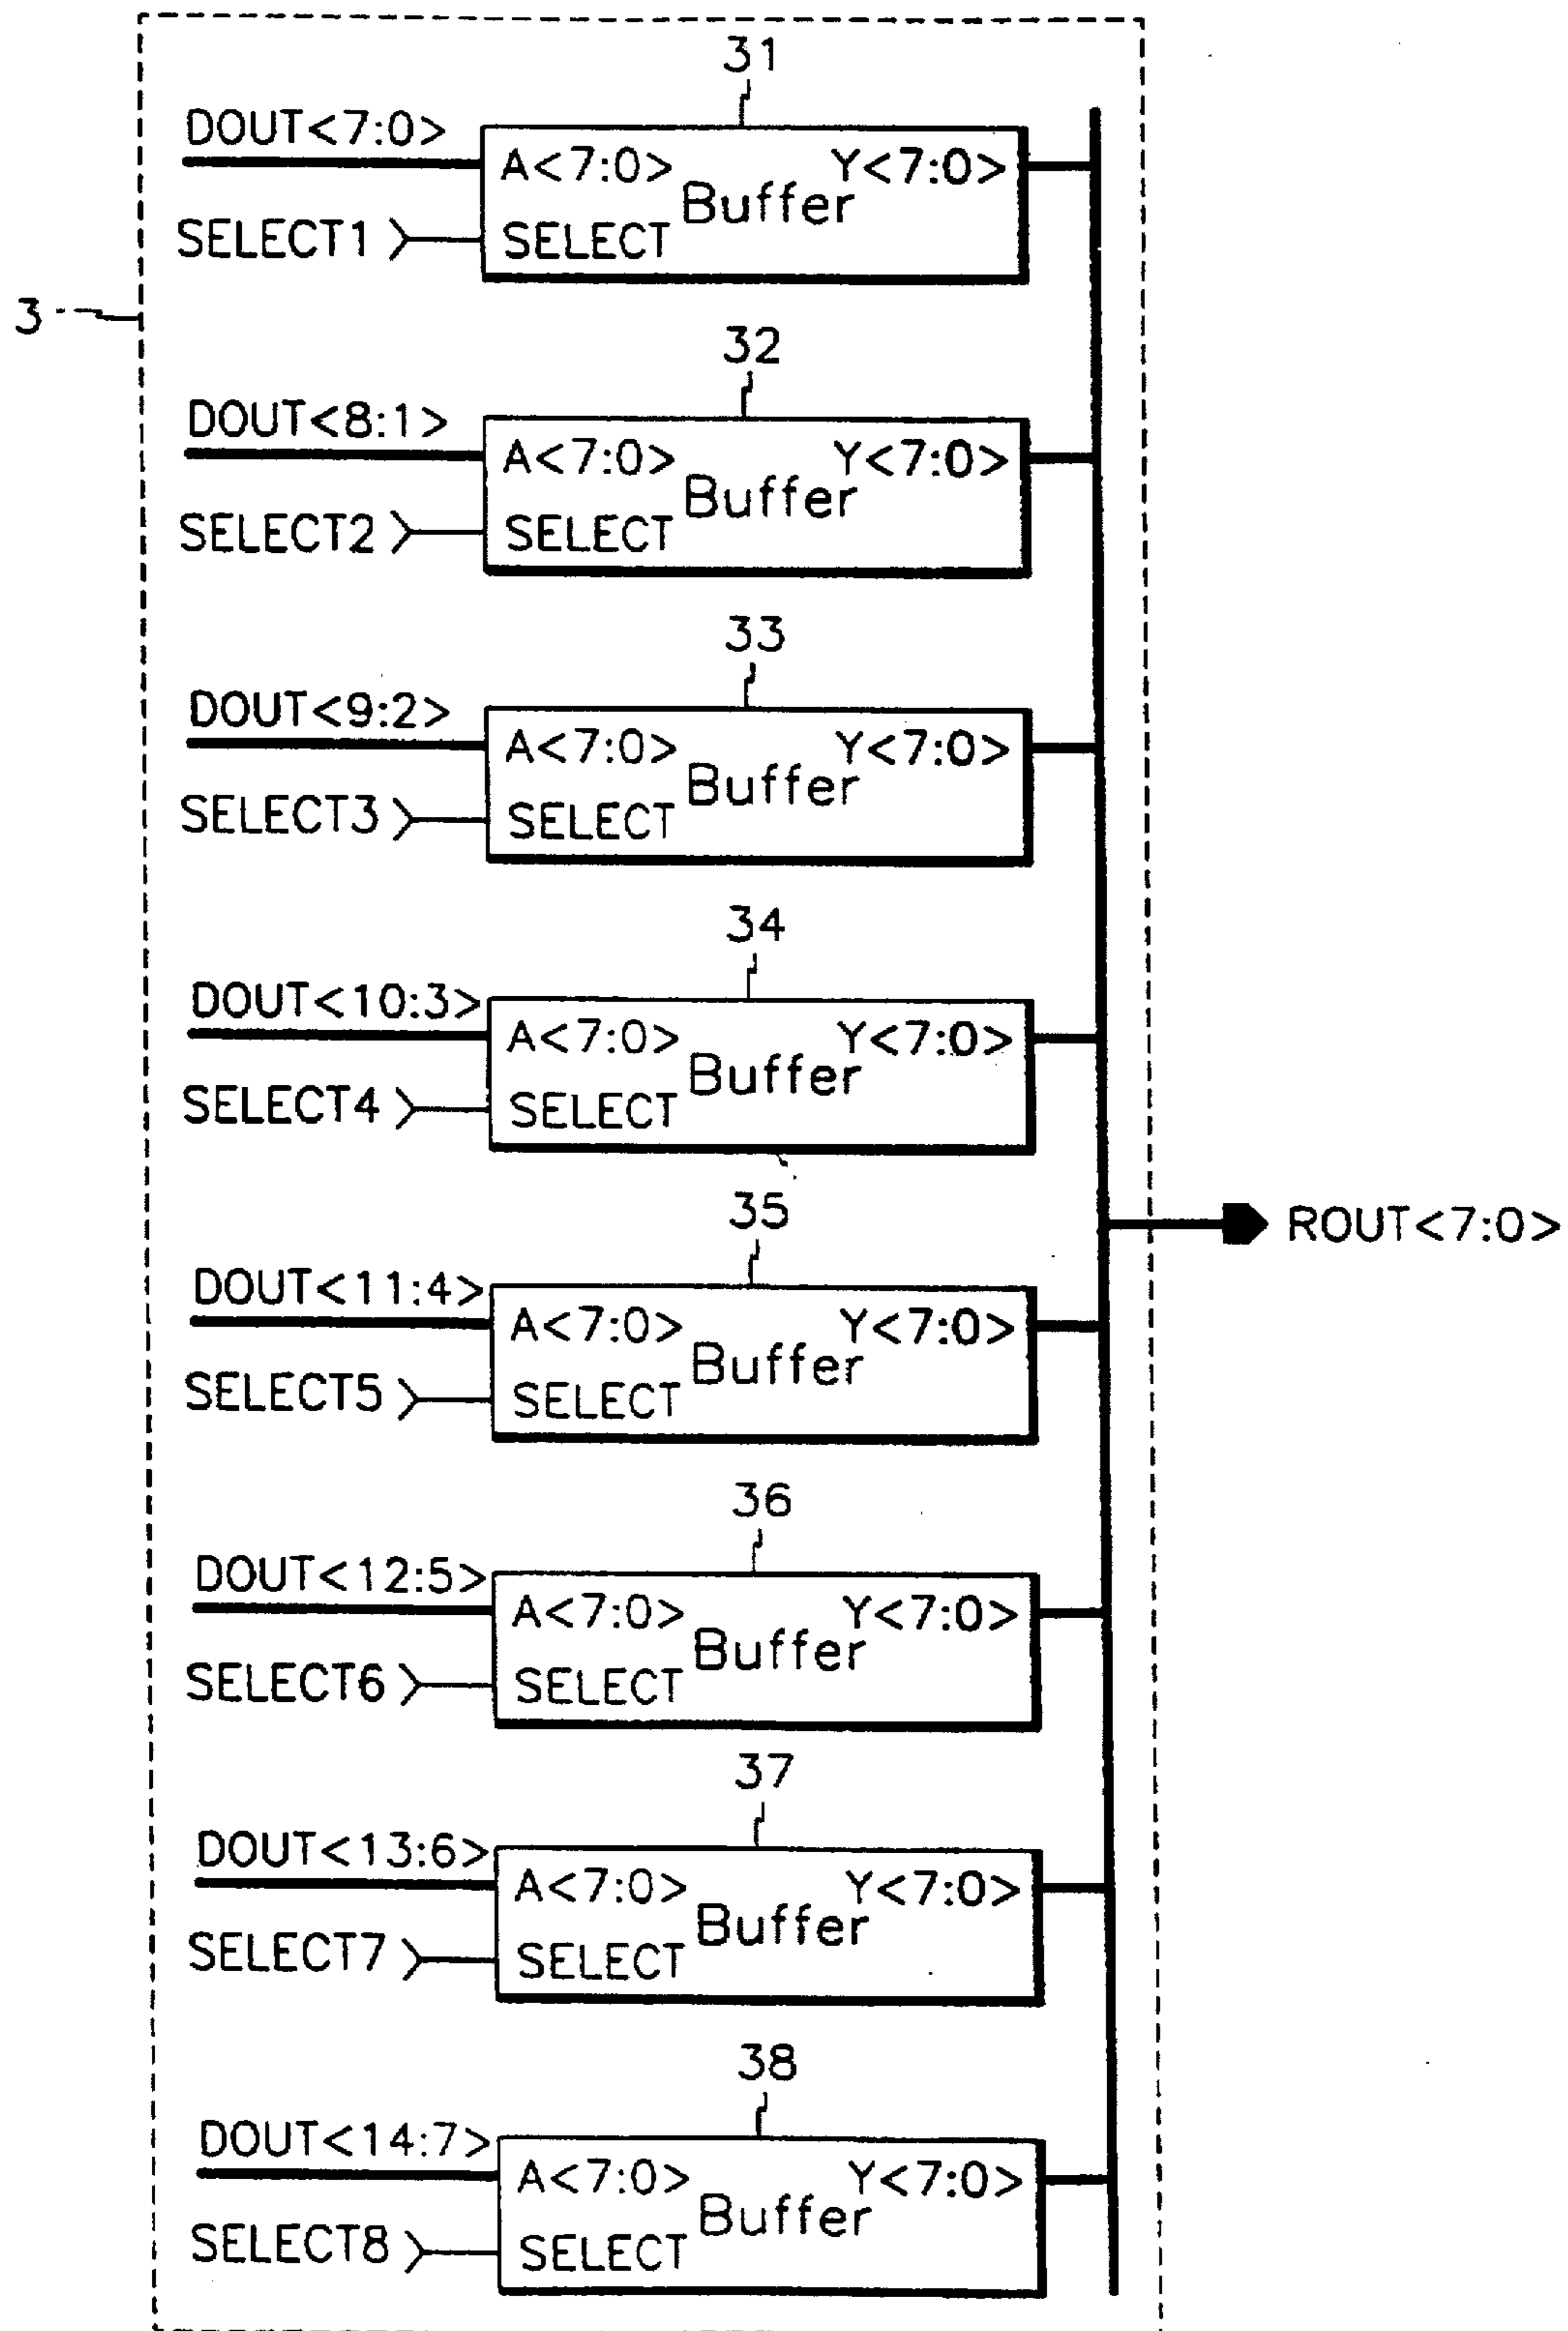 31
DOUT<7:0>
A<7:0> Y<7:0>
Buffer
SELECT1 SELECT
3
32
DOUT<8:1>
A<7:0> Y<7:0>
Buffer
SELECT2 SELECT
33
DOUT<9:2>
A<7:0> Y<7:0>
Buffer
SELECT3 SELECT
34
DOUT<10:3>
A<7:0> Y<7:0>
Buffer
SELECT4 SELECT
35
ROUT<7:0>
DOUT<11:4>
A<7:0> Y<7:0>
Buffer
SELECT5 SELECT
36
DOUT<12:5>
A<7:0> Y<7:0>
Buffer
SELECT6 SELECT
37
DOUT<13:6>
A<7:0> Y<7:0>
Buffer
SELECT7 SELECT
38
DOUT<14:7>
A<7:0> Y<7:0>
Buffer
SELECT8 SELECT